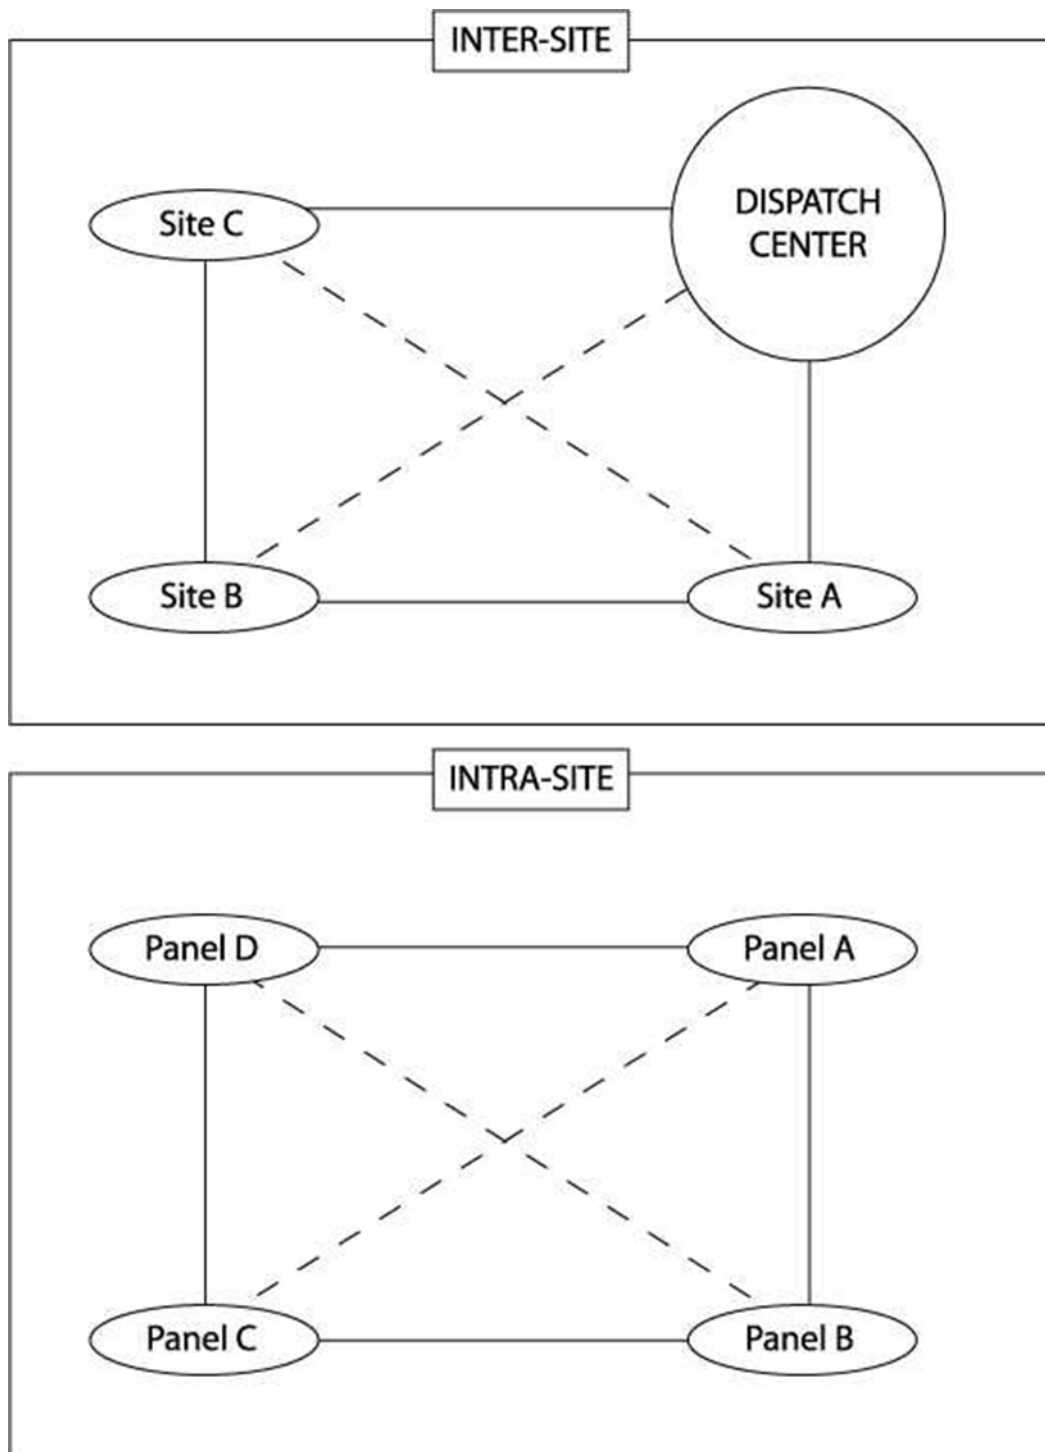 INTER-SITE
Site C
DISPATCH
CENTER
Site B
Site A
INTRA-SITE
Panel D
Panel A
Panel C
Panel B